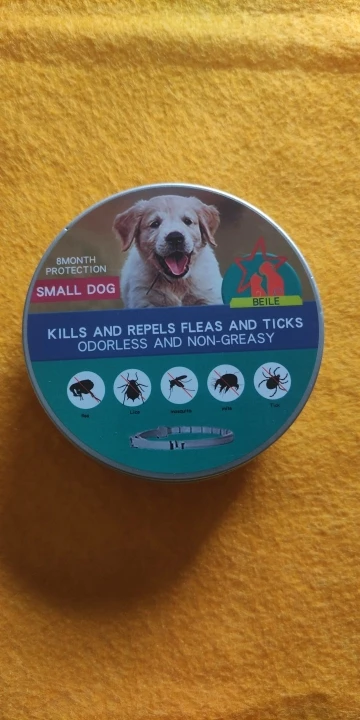 8MONTH
PROTECTION
SMALL DOG
BEILE
KILLS AND REPELS FLEAS AND TICKS
ODORLESS AND NON-GREASY